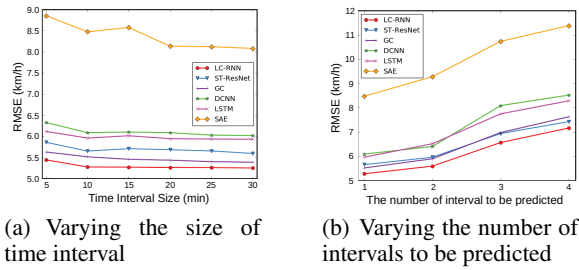 9.0
8.5
8.0
7.5
7.0
6.5
6.0
5.5
5.0
RMSE (km/h)
5 10 15 20 25 30
Time Interval Size (min)
LC-RNN
ST-ResNet
GC
DCNN
LSTM
SAE
(a) Varying the size of
time interval
12
11
10
9
8
7
6
5
RMSE (km/h)
1 2 3 4
The number of interval to be predicted
LC-RNN
ST-ResNet
GC
DCNN
LSTM
SAE
(b) Varying the number of
intervals to be predicted